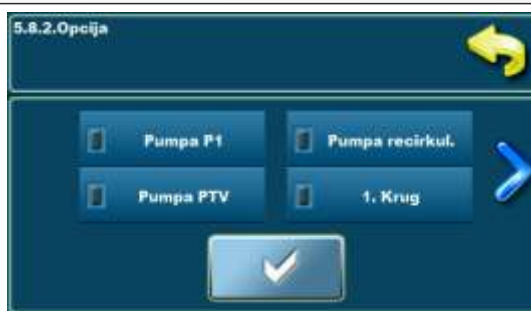 5.8.2.Opcija
Pumpa P1
Pumpa recirkul.
Pumpa PTV
1. Krug